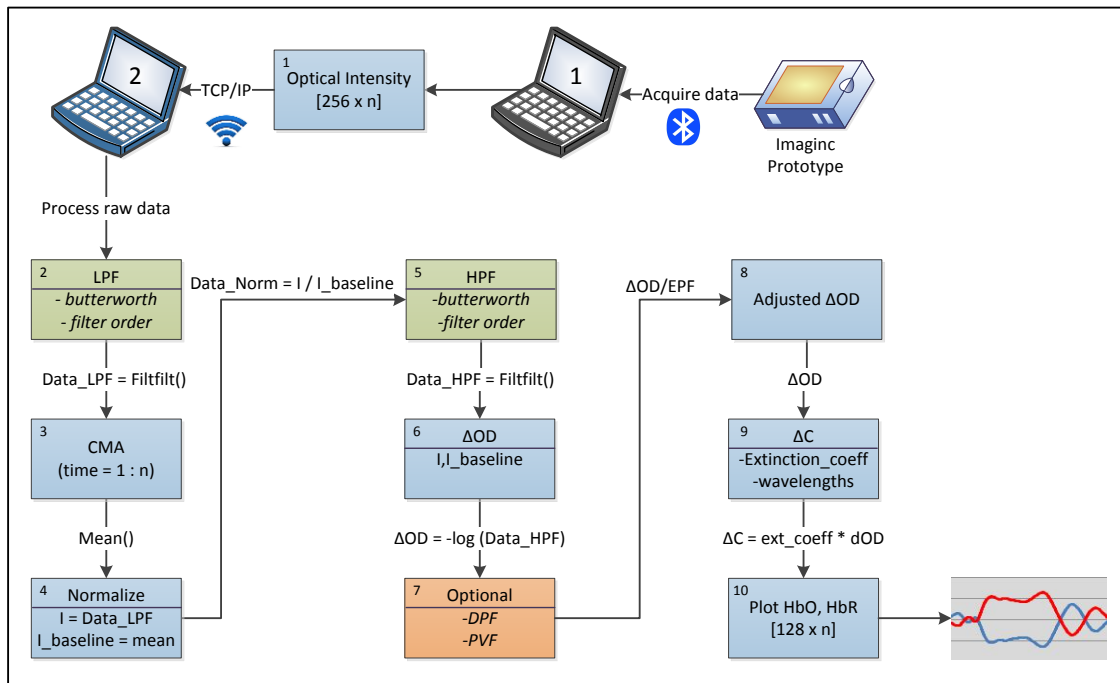 2
TCP/IP
1
Optical Intensity
[256 x n]
1
Acquire data
Imaginc
Prototype
Process raw data
2
LPF
- butterworth
- filter order
Data_LPF = Filtfilt()
3
CMA
(time = 1 : n)
Mean()
4
Normalize
I = Data_LPF
I_baseline = mean
Data_Norm = I / I_baseline
5
HPF
-butterworth
-filter order
Data_HPF = Filtfilt()
6
ΔOD
I,I_baseline
ΔOD = -log (Data_HPF)
7
Optional
-DPF
-PVF
ΔOD/EPF
8
Adjusted ΔOD
ΔOD
9
ΔC
-Extinction_coeff
-wavelengths
ΔC = ext_coeff * dOD
10
Plot HbO, HbR
[128 x n]